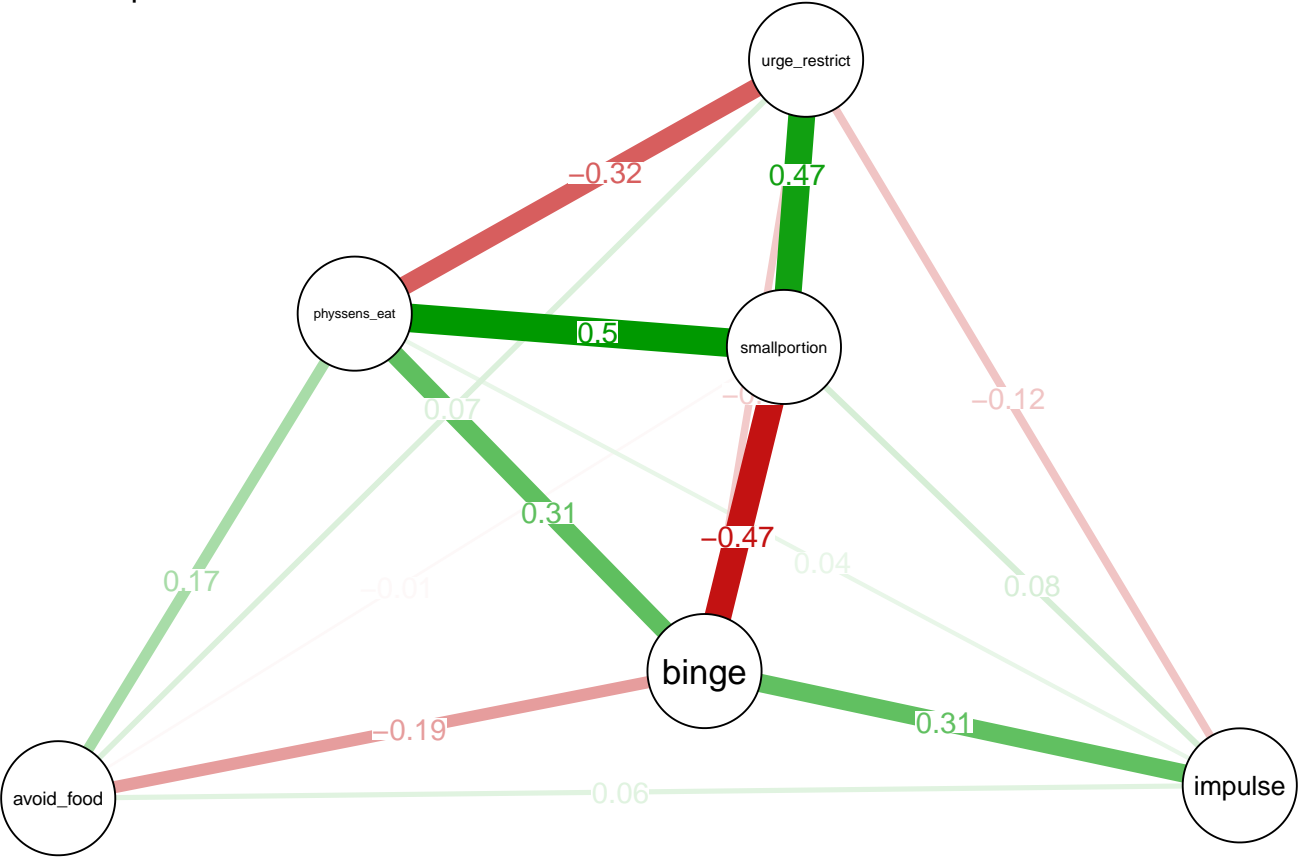 urge_restrict
−0.32
0.47
physsens_eat
0.5
smallportion
−0.12
0.07
0.31
−0.47
0.04
0.17
−0.01
0.08
binge
−0.19
0.31
impulse
avoid_food
0.06